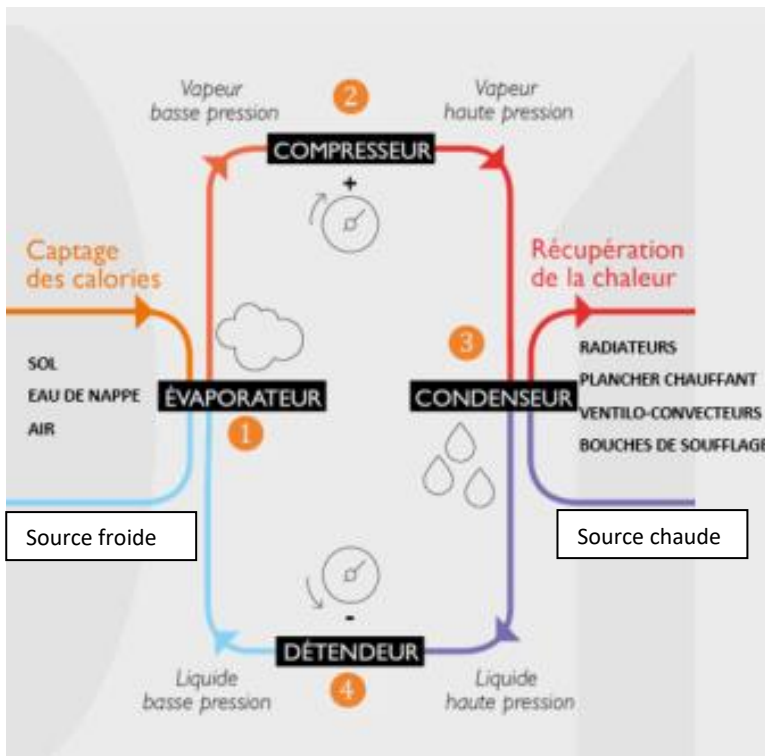 Vapeur
basse pression
2
Vapeur
haute pression
COMPRESSEUR
+
Captage
des calories
Récupération
de la chaleur
3
SOL
EAU DE NAPPE
AIR
ÉVAPORATEUR
1
CONDENSEUR
RADIATEURS
PLANCHER CHAUFFANT
VENTILO-CONVECTEURS
BOUCHES DE SOUFFLAGE
Source froide
Source chaude
-
DÉTENDEUR
4
Liquide
basse pression
Liquide
haute pression